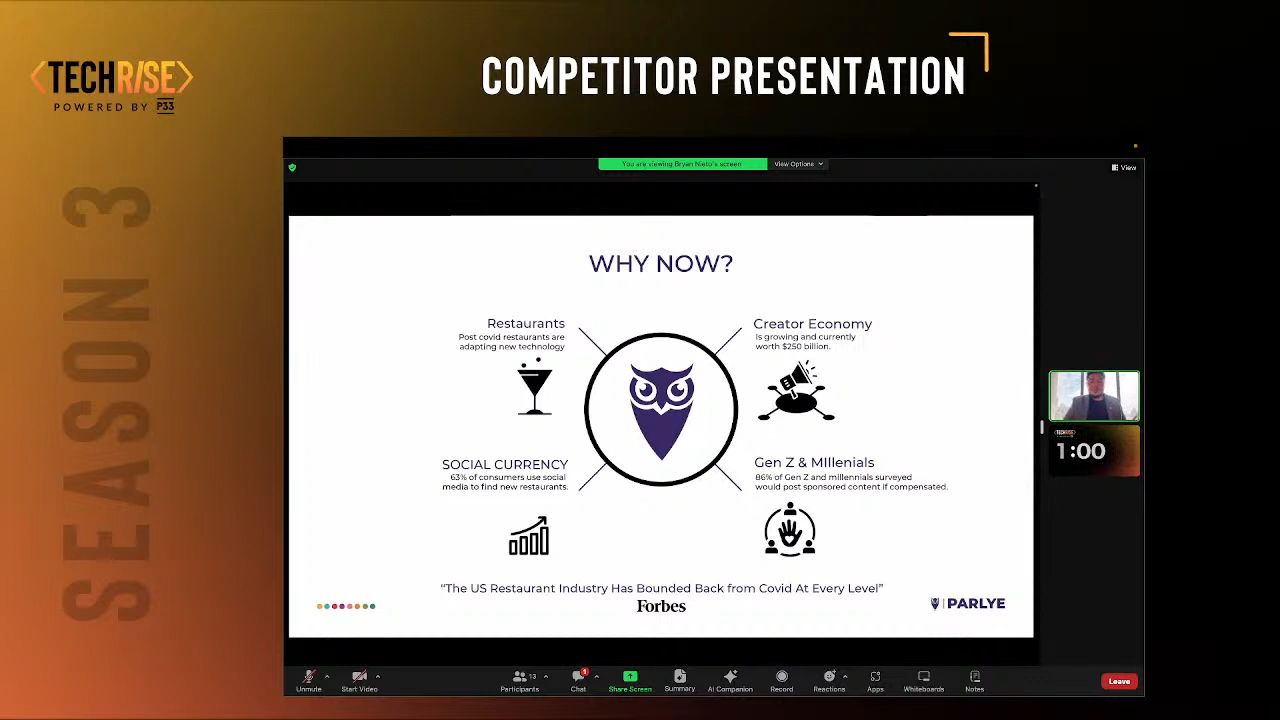 <TECHRISE>
POWERED BY P33
COMPETITOR PRESENTATION
SEASON 3
You are viewing Bryan Nieto's screen
View Options
View
WHY NOW?
Restaurants
Post covid restaurants are
adapting new technology
Creator Economy
Is growing and currently
worth $250 billion.
SOCIAL CURRENCY
63% of consumers use social
media to find new restaurants.
Gen Z & MIllenials
86% of Gen Z and millennials surveyed
would post sponsored content if compensated.
"The US Restaurant Industry Has Bounded Back from Covid At Every Level"
Forbes
PARLYE
TECHRISE
1:00
Unmute
Start Video
Participants
13
Chat
1
Share Screen
Summary
AI Companion
Record
Reactions
Apps
Whiteboards
Notes
Leave